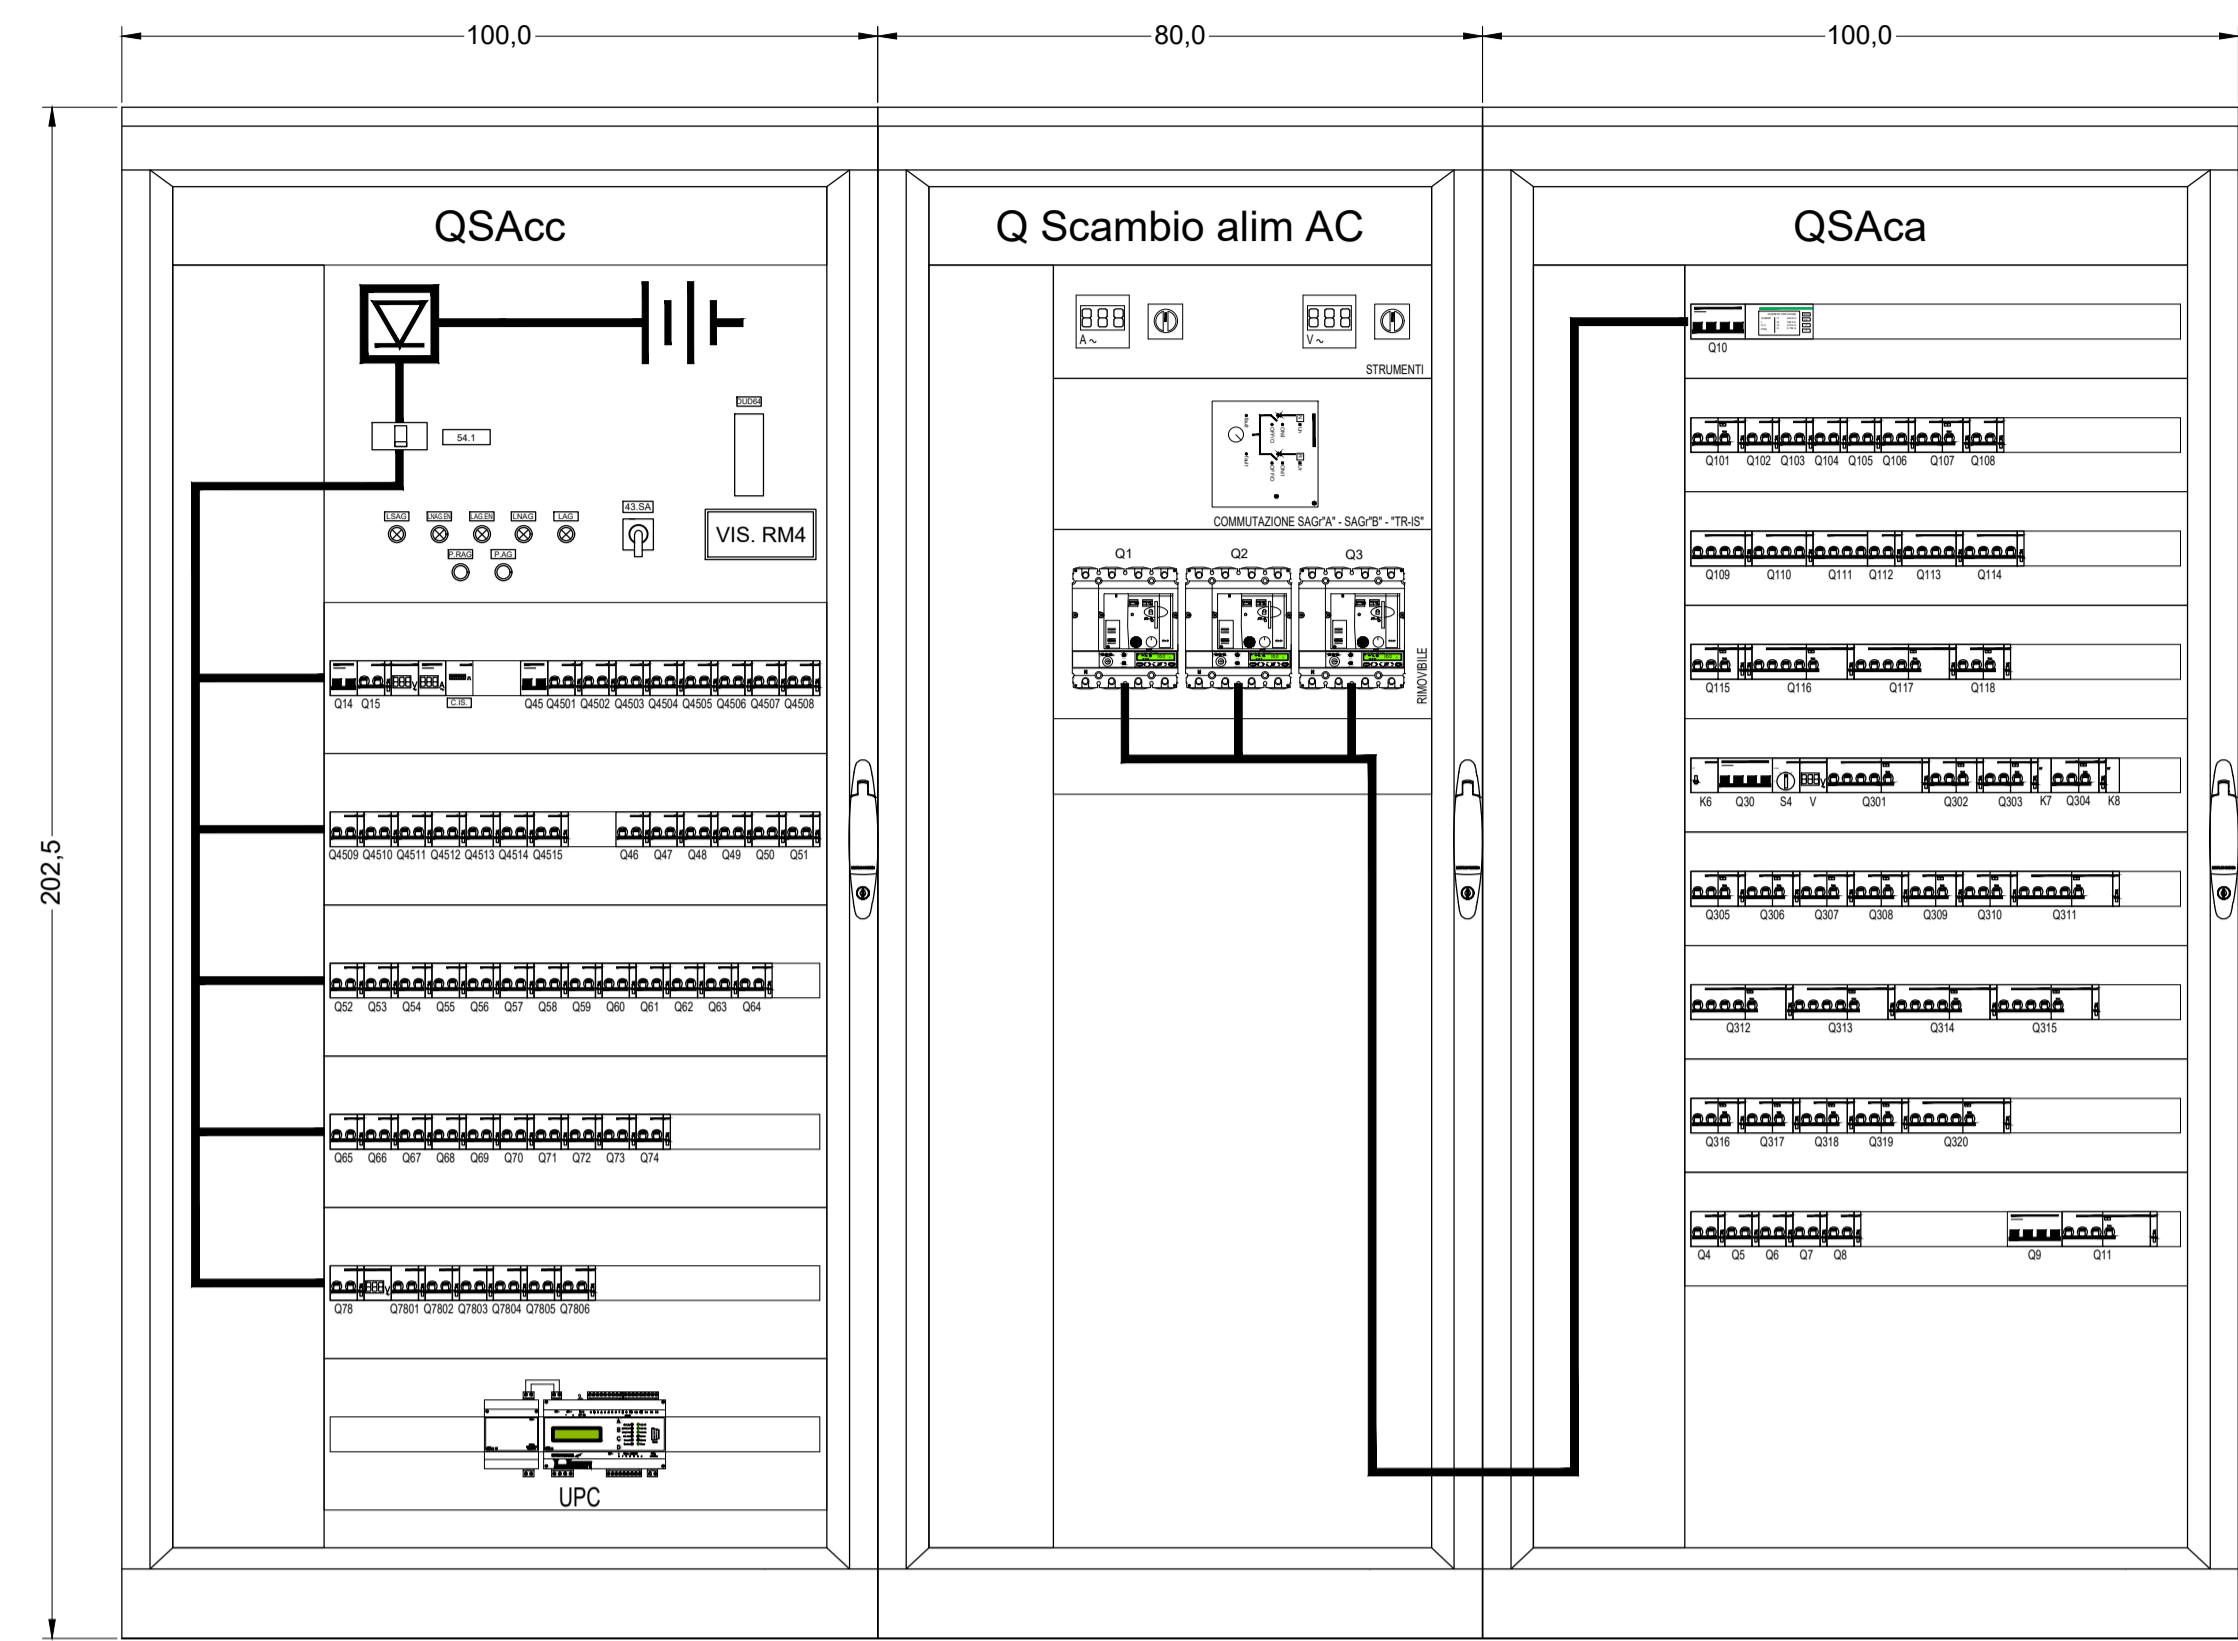 100,0
80,0
100,0
202,5
QSAcc
54.1
DUD64
LSAG LNAG.EN LAG.EN LNAG LAG
43.SA
P.RAG P.AG
VIS. RM4
Q14 Q15 C.IS. Q45 Q4501 Q4502 Q4503 Q4504 Q4505 Q4506 Q4507 Q4508
Q4509 Q4510 Q4511 Q4512 Q4513 Q4514 Q4515 Q46 Q47 Q48 Q49 Q50 Q51
Q52 Q53 Q54 Q55 Q56 Q57 Q58 Q59 Q60 Q61 Q62 Q63 Q64
Q65 Q66 Q67 Q68 Q69 Q70 Q71 Q72 Q73 Q74
Q78 Q7801 Q7802 Q7803 Q7804 Q7805 Q7806
UPC
Q Scambio alim AC
A~ V~
STRUMENTI
COMMUTAZIONE SAGr"A" - SAGr"B" - "TR-IS"
Q1 Q2 Q3
RIMOVIBILE
QSAca
Q10
Q101 Q102 Q103 Q104 Q105 Q106 Q107 Q108
Q109 Q110 Q111 Q112 Q113 Q114
Q115 Q116 Q117 Q118
K6 Q30 S4 V Q301 Q302 Q303 K7 Q304 K8
Q305 Q306 Q307 Q308 Q309 Q310 Q311
Q312 Q313 Q314 Q315
Q316 Q317 Q318 Q319 Q320
Q4 Q5 Q6 Q7 Q8 Q9 Q11